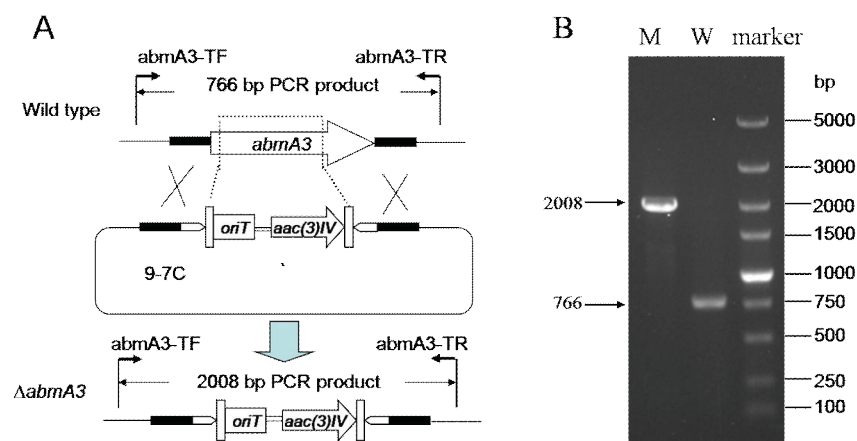 A
abmA3-TF
abmA3-TR
766 bp PCR product
Wild type
abmA3
oriT
aac(3)IV
9-7C
abmA3-TF
abmA3-TR
2008 bp PCR product
ΔabmA3
oriT
aac(3)IV
B
M W marker
bp
5000
3000
2008
2000
1500
1000
766
750
500
250
100